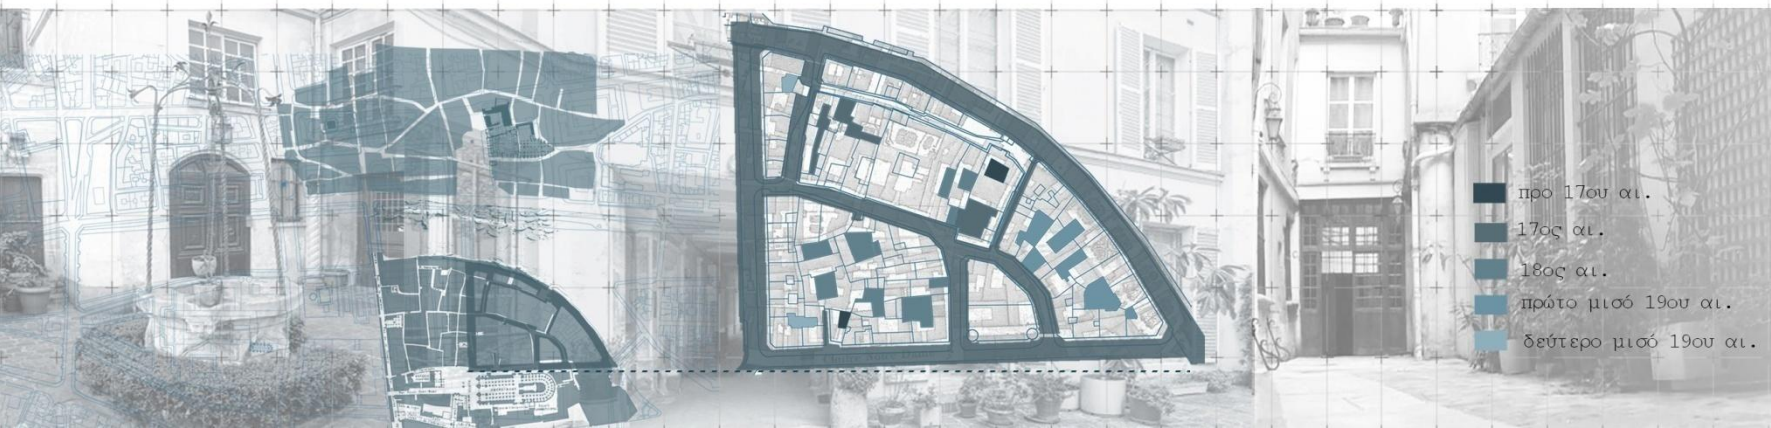 προ 17ου αι.
17ος αι.
18ος αι.
πρώτο μισό 19ου αι.
δεύτερο μισό 19ου αι.